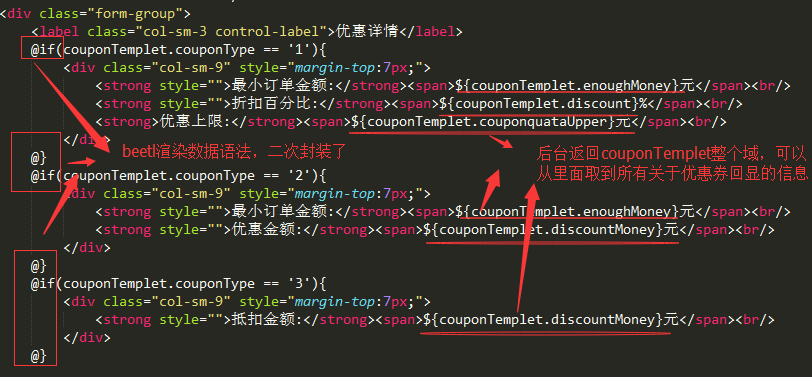 <div class="form-group">
<label class="col-sm-3 control-label">优惠详情</label>
@if(couponTemplet.couponType == '1'){
<div class="col-sm-9" style="margin-top:7px;">
<strong style="">最小订单金额:</strong><span>${couponTemplet.enoughMoney}元</span><br/>
<strong style="">折扣百分比:</strong><span>${couponTemplet.discount}%</span><br/>
<strong>优惠上限:</strong><span>${couponTemplet.couponquataUpper}元</span><br/>
</div>
beetl渲染数据语法，二次封装了
后台返回couponTemplet整个域，可以
从里面取到所有关于优惠券回显的信息
@}
@if(couponTemplet.couponType == '2'){
<div class="col-sm-9" style="margin-top:7px;">
<strong style="">最小订单金额:</strong><span>${couponTemplet.enoughMoney}元</span><br/>
<strong style="">优惠金额:</strong><span>${couponTemplet.discountMoney}元</span><br/>
</div>
@}
@if(couponTemplet.couponType == '3'){
<div class="col-sm-9" style="margin-top:7px;">
<strong style="">抵扣金额:</strong><span>${couponTemplet.discountMoney}元</span><br/>
</div>
@}